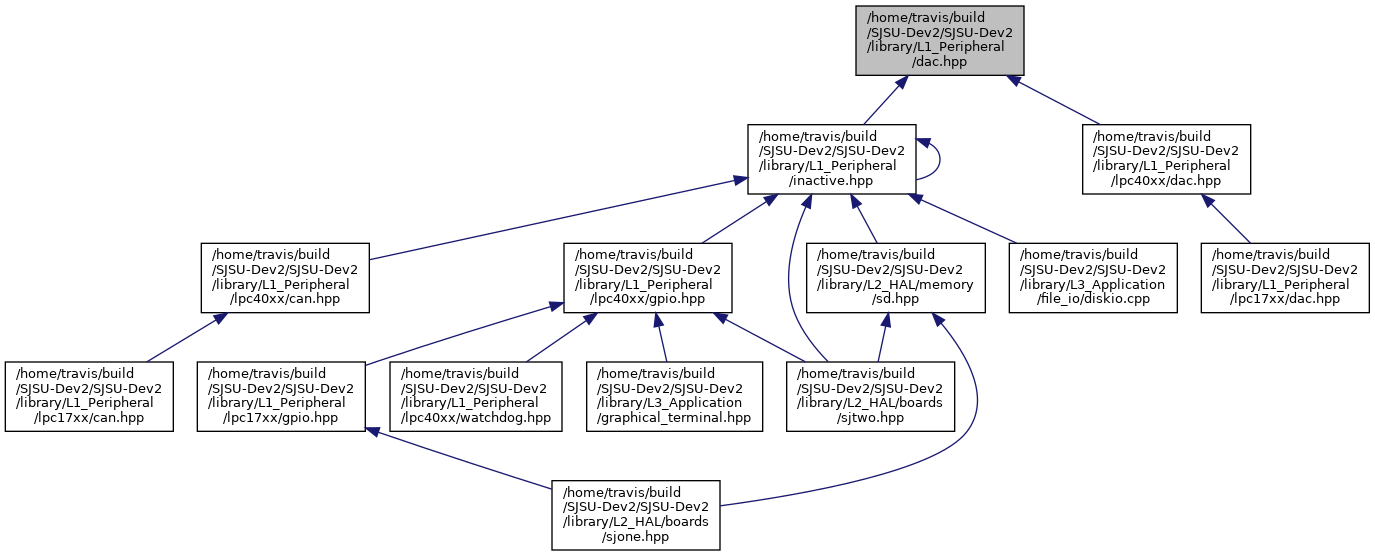 /home/travis/build
/SJSU-Dev2/SJSU-Dev2
/library/L1_Peripheral
/dac.hpp
/home/travis/build
/SJSU-Dev2/SJSU-Dev2
/library/L1_Peripheral
/inactive.hpp
/home/travis/build
/SJSU-Dev2/SJSU-Dev2
/library/L1_Peripheral
/lpc40xx/dac.hpp
/home/travis/build
/SJSU-Dev2/SJSU-Dev2
/library/L1_Peripheral
/lpc40xx/can.hpp
/home/travis/build
/SJSU-Dev2/SJSU-Dev2
/library/L1_Peripheral
/lpc40xx/gpio.hpp
/home/travis/build
/SJSU-Dev2/SJSU-Dev2
/library/L2_HAL/memory
/sd.hpp
/home/travis/build
/SJSU-Dev2/SJSU-Dev2
/library/L3_Application
/file_io/diskio.cpp
/home/travis/build
/SJSU-Dev2/SJSU-Dev2
/library/L1_Peripheral
/lpc17xx/dac.hpp
/home/travis/build
/SJSU-Dev2/SJSU-Dev2
/library/L1_Peripheral
/lpc17xx/can.hpp
/home/travis/build
/SJSU-Dev2/SJSU-Dev2
/library/L1_Peripheral
/lpc17xx/gpio.hpp
/home/travis/build
/SJSU-Dev2/SJSU-Dev2
/library/L1_Peripheral
/lpc40xx/watchdog.hpp
/home/travis/build
/SJSU-Dev2/SJSU-Dev2
/library/L3_Application
/graphical_terminal.hpp
/home/travis/build
/SJSU-Dev2/SJSU-Dev2
/library/L2_HAL/boards
/sjtwo.hpp
/home/travis/build
/SJSU-Dev2/SJSU-Dev2
/library/L2_HAL/boards
/sjone.hpp